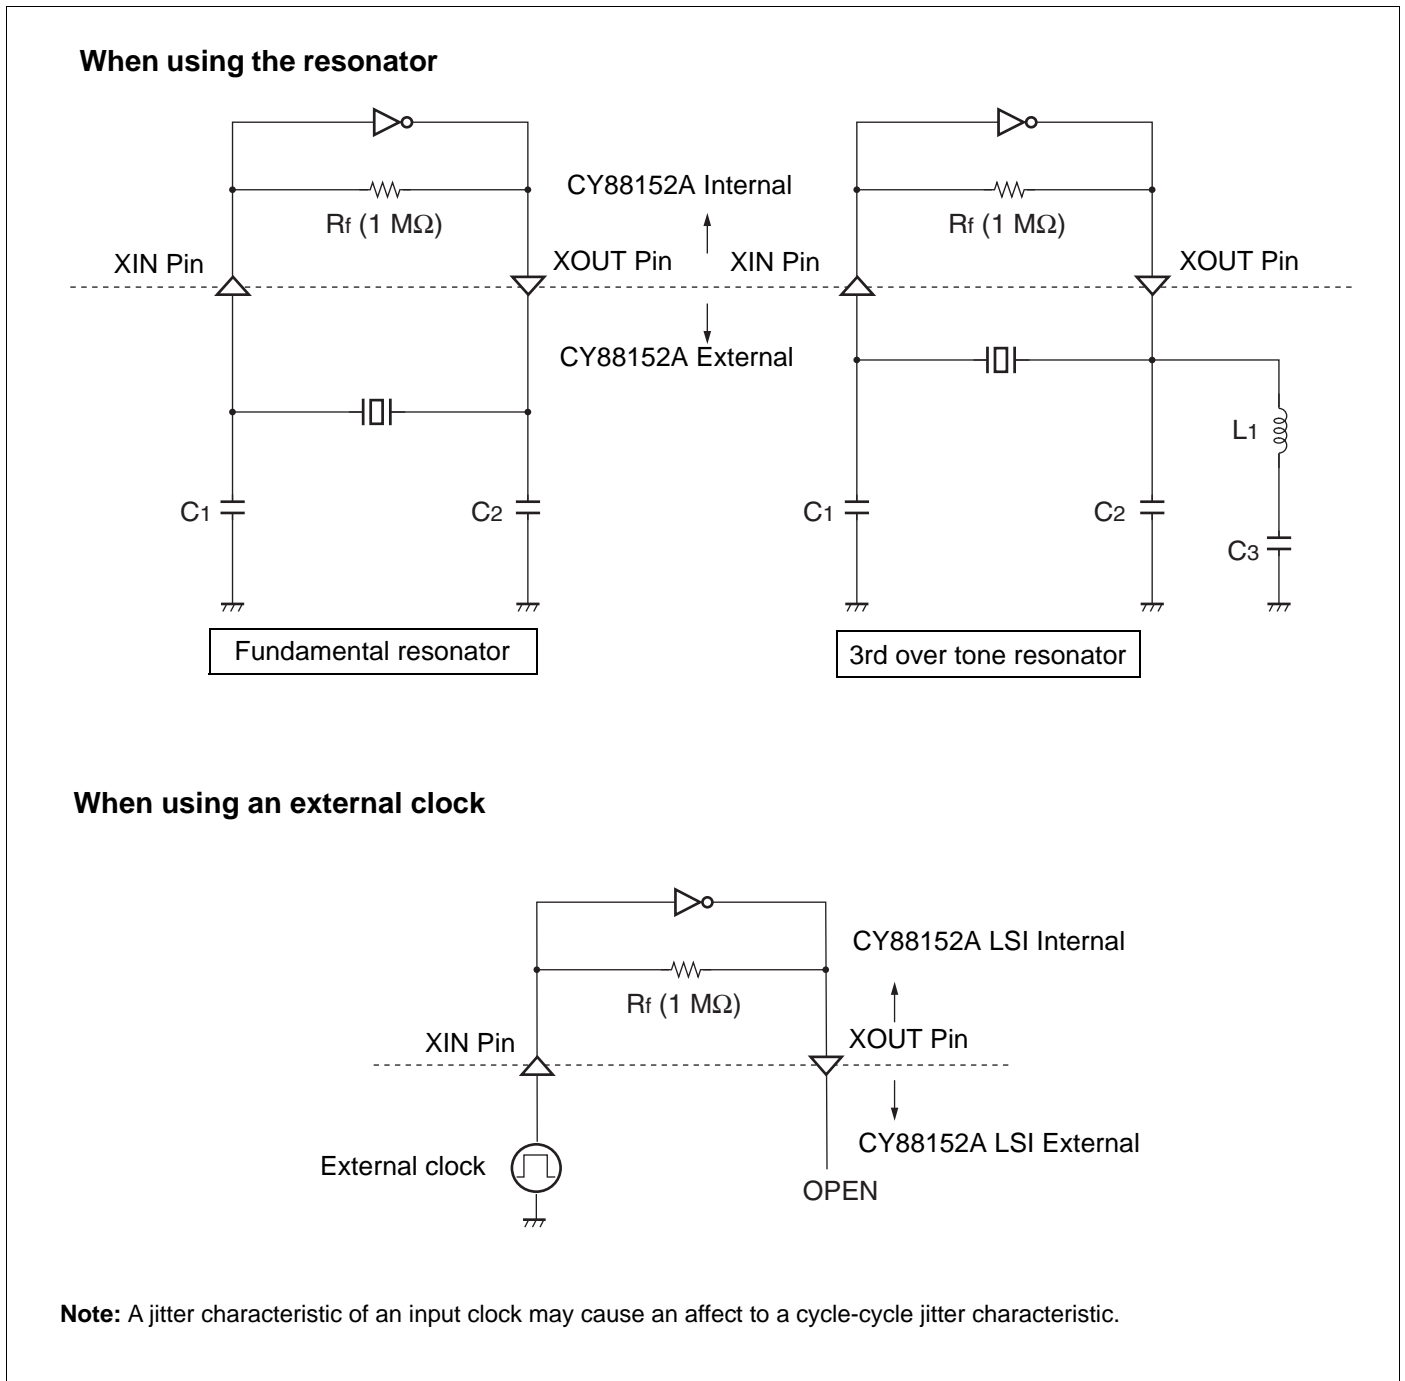 When using the resonator
CY88152A Internal
Rf (1 MΩ)
Rf (1 MΩ)
XIN Pin
XOUT Pin
XIN Pin
XOUT Pin
CY88152A External
L1
C1
C2
C1
C2
C3
Fundamental resonator
3rd over tone resonator
When using an external clock
CY88152A LSI Internal
Rf (1 MΩ)
XIN Pin
XOUT Pin
CY88152A LSI External
External clock
OPEN
Note: A jitter characteristic of an input clock may cause an affect to a cycle-cycle jitter characteristic.